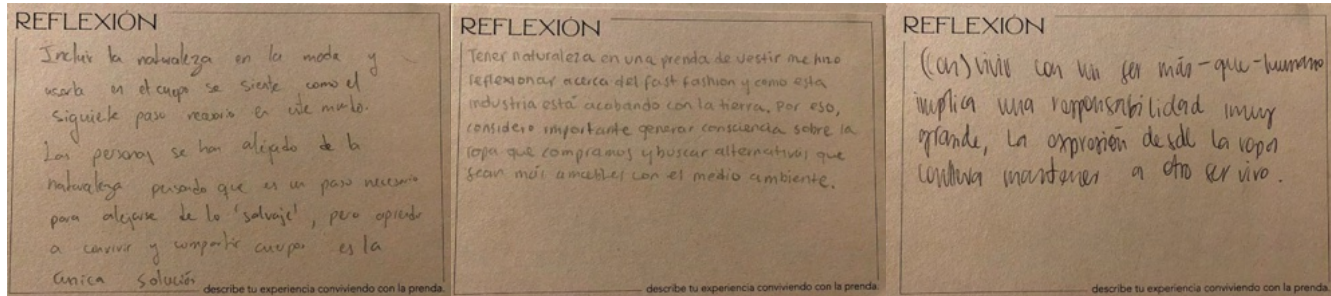 REFLEXIÓN
Incluir la naturaleza en la moda y
usarla en el cuerpo se siente como el
siguiente paso necesario en este mundo.
Las personas se han alejado de la
naturaleza pensando que es un paso necesario
para alejarse de lo 'salvaje', pero aprender
a convivir y compartir cuerpos es la
única solución
describe tu experiencia conviviendo con la prenda.
REFLEXIÓN
Tener naturaleza en una prenda de vestir me hizo
reflexionar acerca del fast fashion y como esta
industria está acabando con la tierra. Por eso,
considero importante generar consciencia sobre la
ropa que compramos y buscar alternativas que
sean más amables con el medio ambiente.
describe tu experiencia conviviendo con la prenda.
REFLEXIÓN
(Con)vivir con un ser más-que-humano
implica una responsabilidad muy
grande, La expresión desde la ropa
conlleva mantener a otro ser vivo.
describe tu experiencia conviviendo con la prenda.